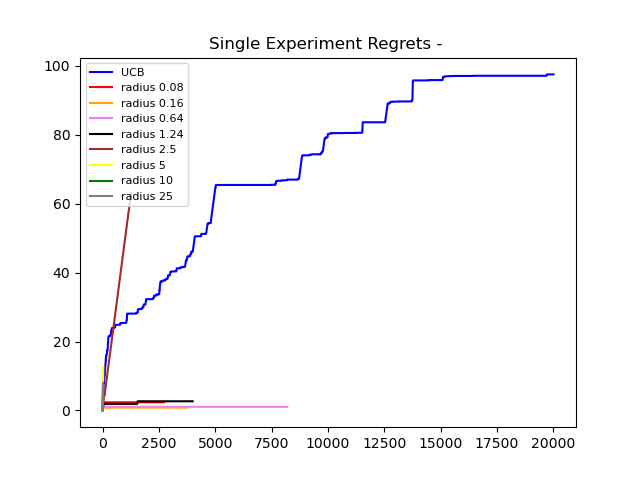 Single Experiment Regrets -
UCB
radius 0.08
radius 0.16
radius 0.64
radius 1.24
radius 2.5
radius 5
radius 10
radius 25
100
80
60
40
20
0
0 2500 5000 7500 10000 12500 15000 17500 20000